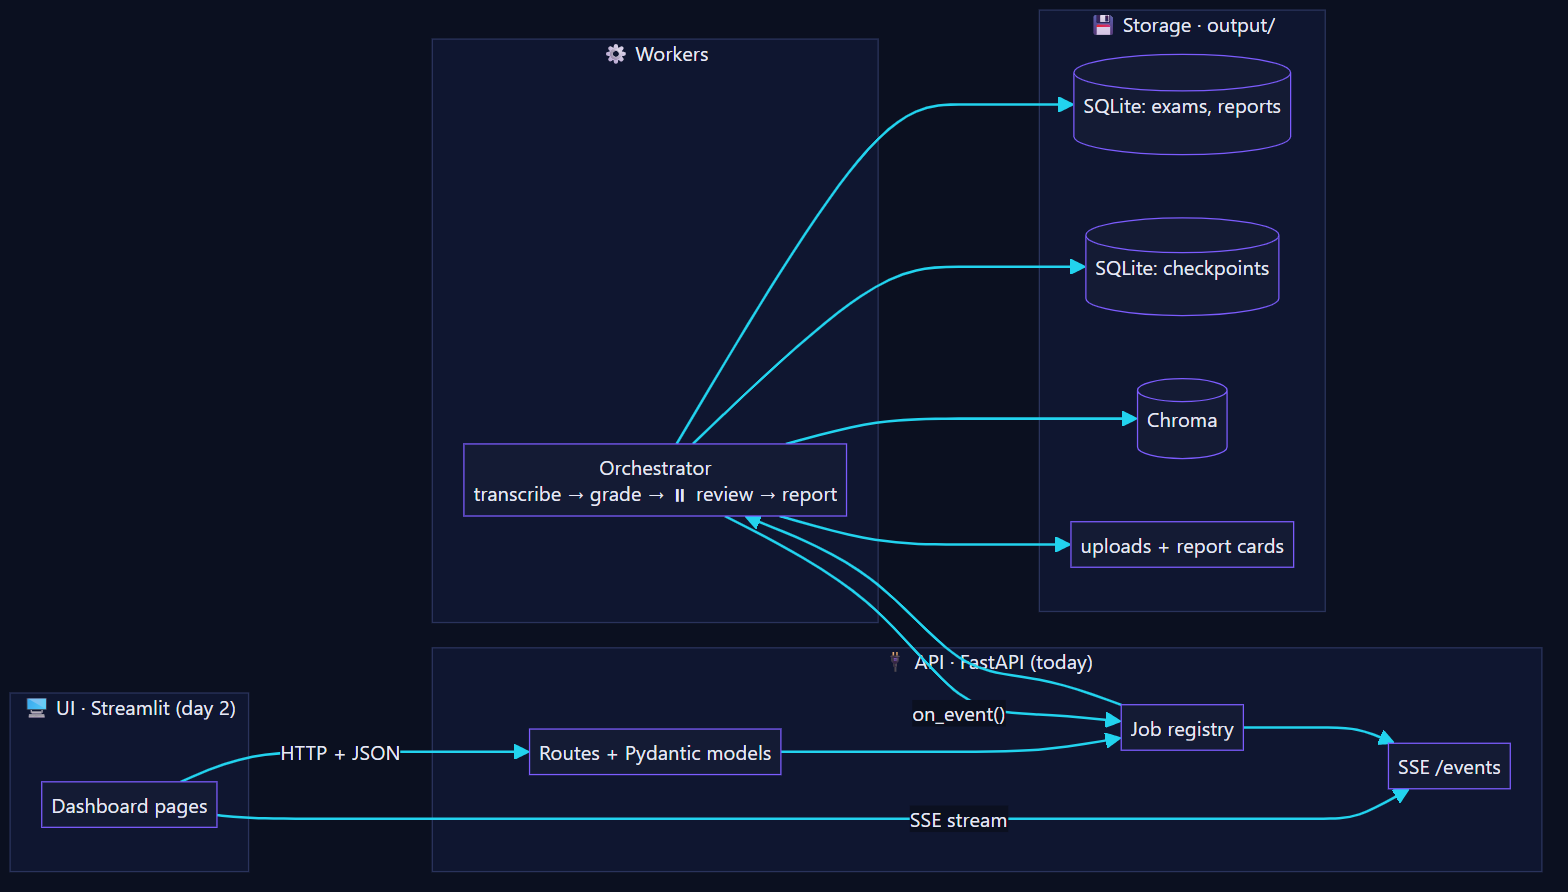 ⚙️ Workers
💾 Storage · output/
SQLite: exams, reports
SQLite: checkpoints
Chroma
uploads + report cards
Orchestrator
transcribe → grade → ⏸ review → report
🔌 API · FastAPI (today)
on_event()
Job registry
Routes + Pydantic models
SSE /events
SSE stream
🖥️ UI · Streamlit (day 2)
HTTP + JSON
Dashboard pages